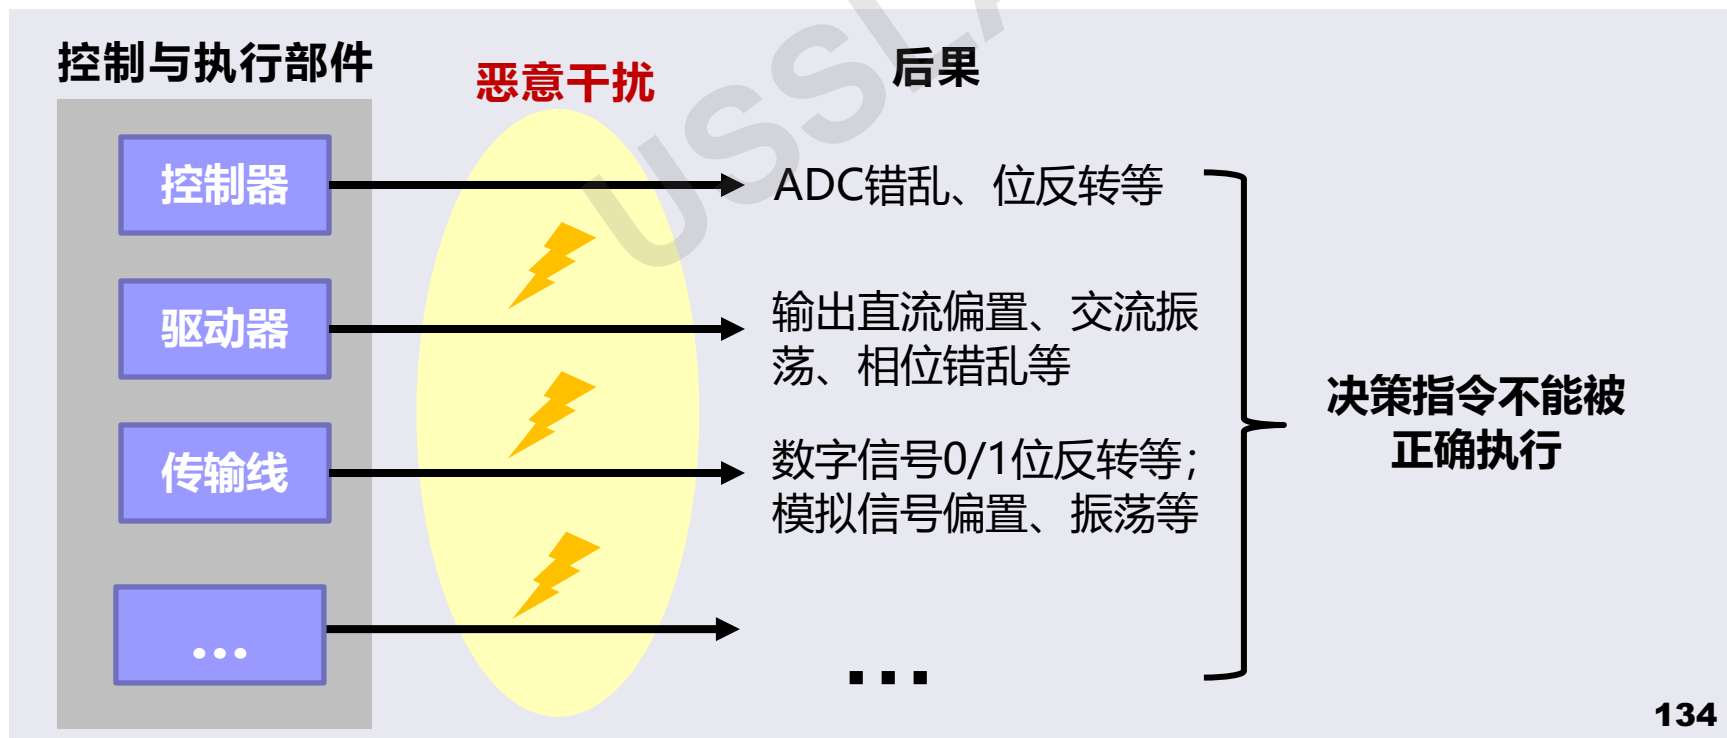 控制与执行部件
恶意干扰
后果
控制器
ADC错乱、位反转等
驱动器
输出直流偏置、交流振
荡、相位错乱等
传输线
数字信号0/1位反转等；
模拟信号偏置、振荡等
...
...
决策指令不能被
正确执行
USSLA
134